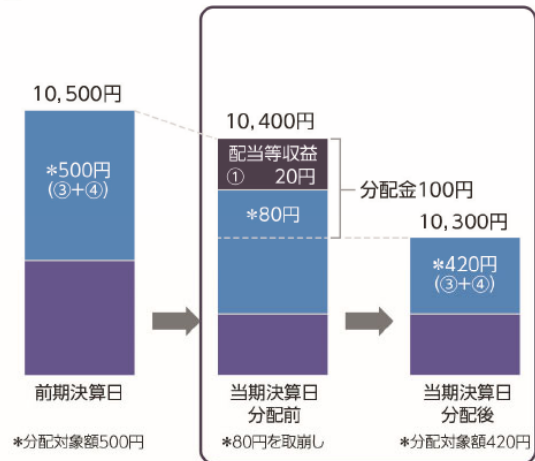 10,500円
*500円
(③+④)
前期決算日
*分配対象額500円
10,400円
配当等収益
① 20円
*80円
分配金100円
当期決算日
分配前
*80円を取崩し
10,300円
*420円
(③+④)
当期決算日
分配後
*分配対象額420円